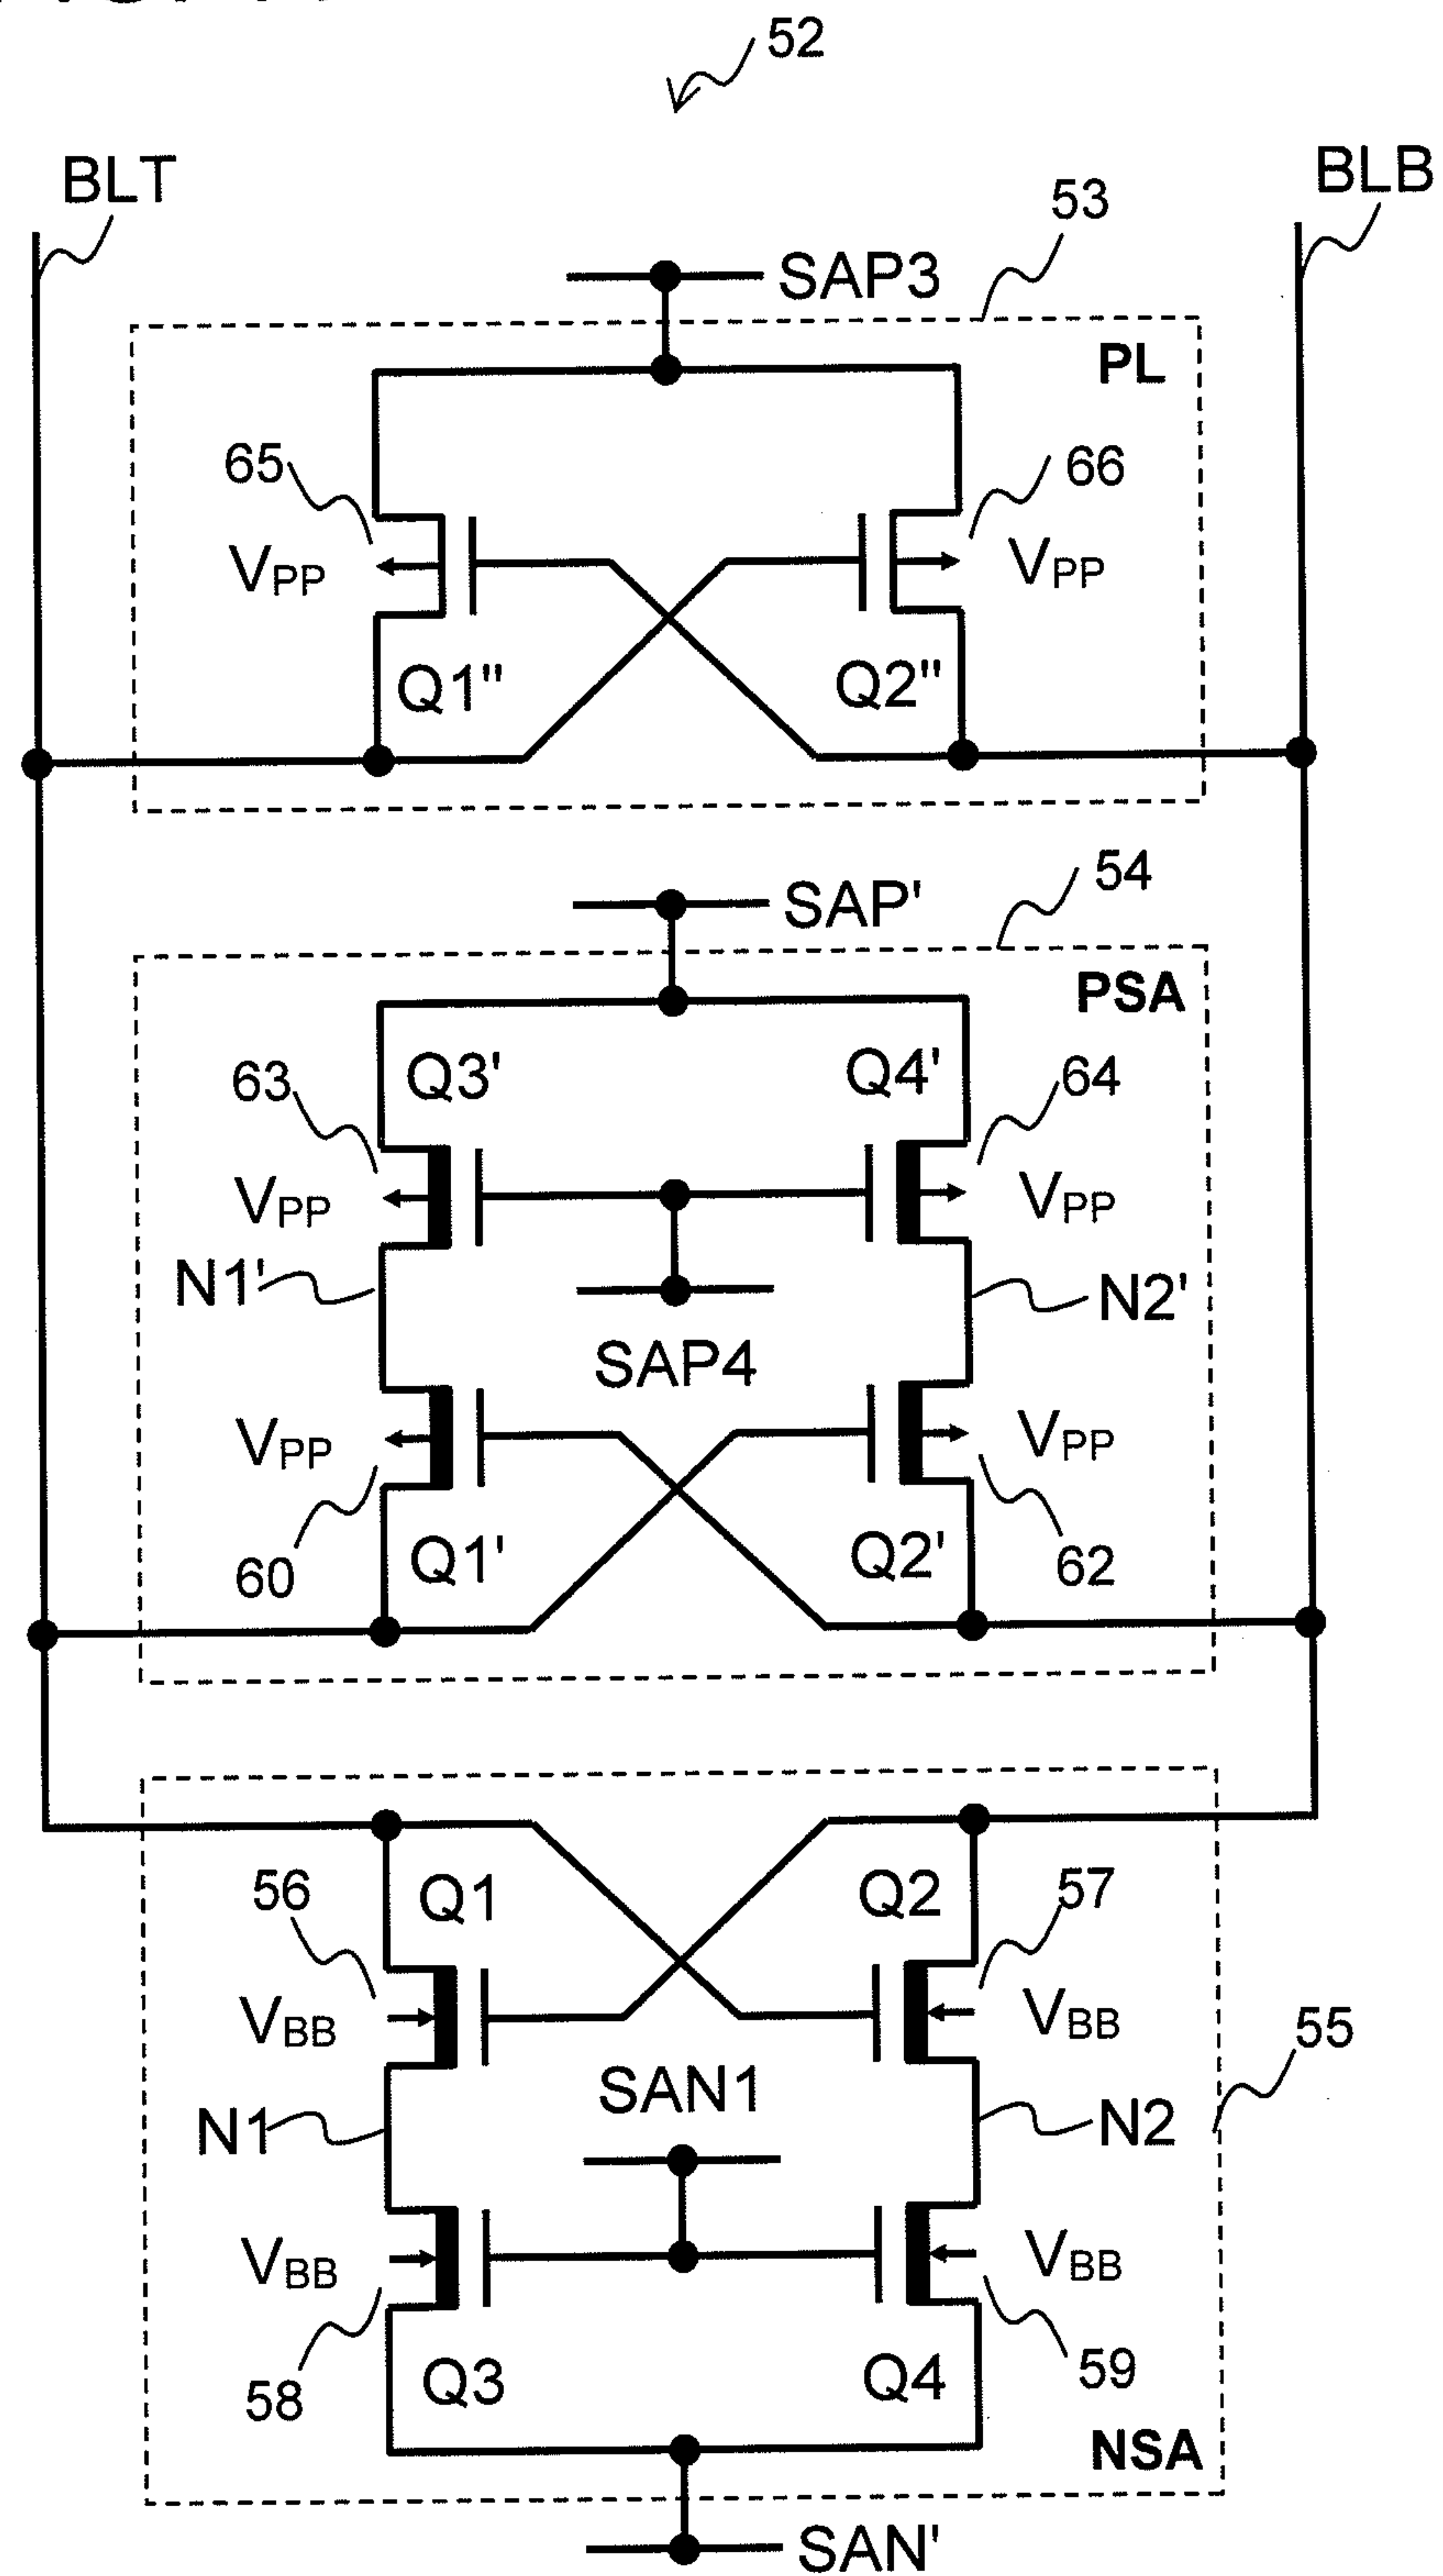 52
BLT
BLB
53
SAP3
PL
65
66
VPP
VPP
Q1"
Q2"
54
SAP'
PSA
63
Q3'
Q4'
64
VPP
VPP
N1'
N2'
SAP4
VPP
VPP
60
Q1'
Q2'
62
56
Q1
Q2
57
VBB
VBB
55
SAN1
N1
N2
VBB
VBB
58
Q3
Q4
59
NSA
SAN'